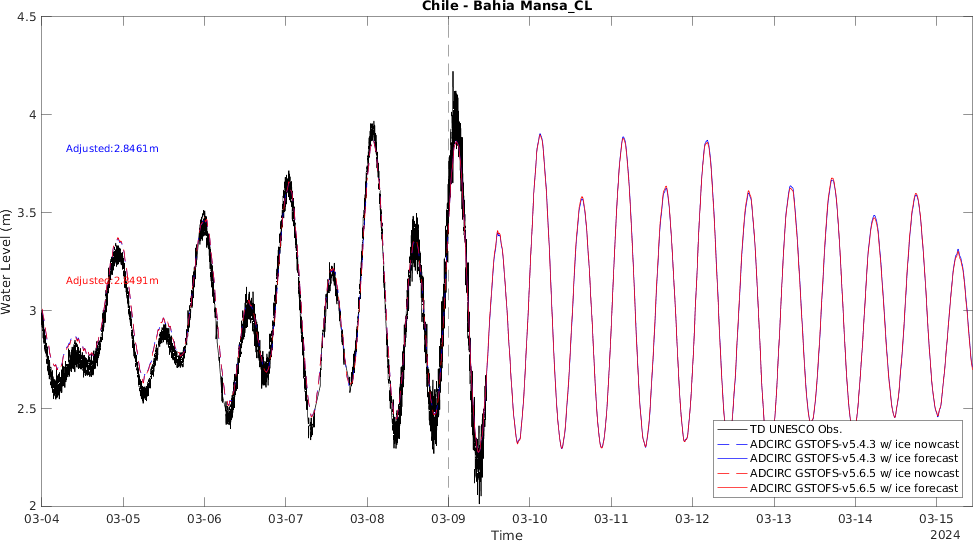 Chile - Bahia Mansa_CL
4.5
4
3.5
3
2.5
2
Water Level (m)
Adjusted:2.8461m
Adjusted:2.8491m
TD UNESCO Obs.
ADCIRC GSTOFS-v5.4.3 w/ ice nowcast
ADCIRC GSTOFS-v5.4.3 w/ ice forecast
ADCIRC GSTOFS-v5.6.5 w/ ice nowcast
ADCIRC GSTOFS-v5.6.5 w/ ice forecast
03-04 03-05 03-06 03-07 03-08 03-09 03-10 03-11 03-12 03-13 03-14 03-15
Time
2024